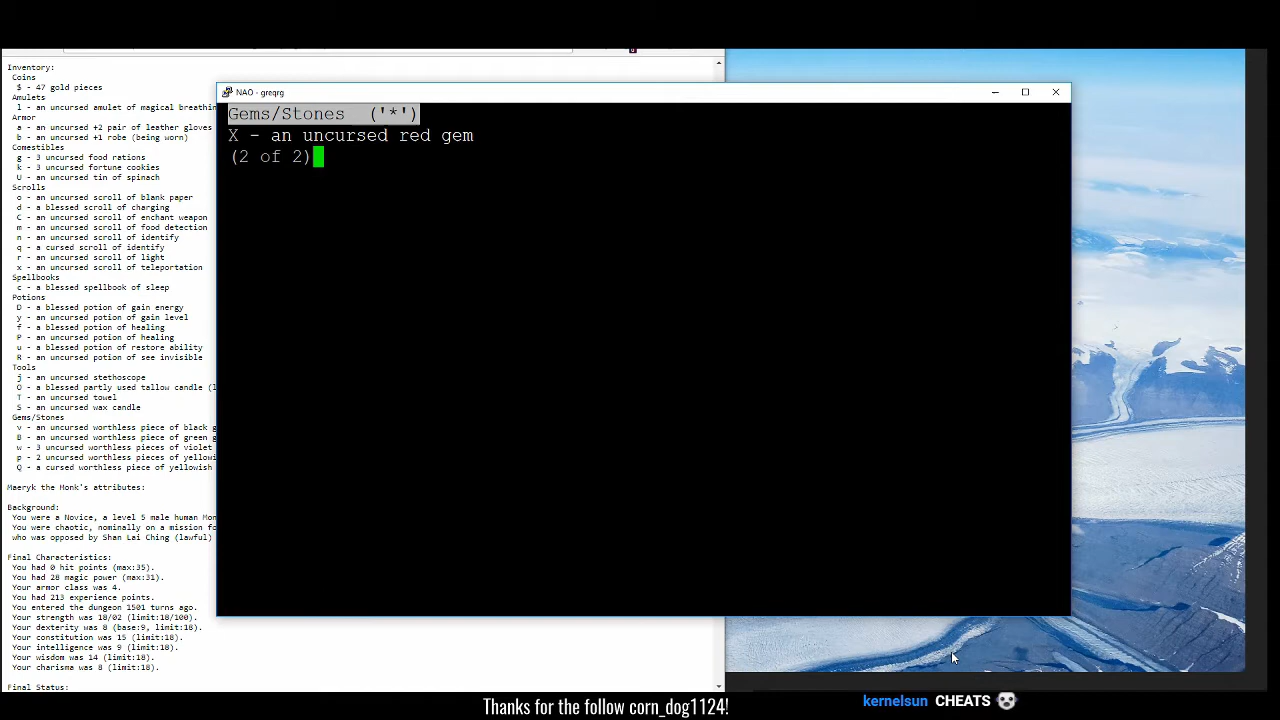 Inventory:
Coins
$ - 47 gold pieces
Amulets
l - an uncursed amulet of magical breathin
Armor
a - an uncursed +2 pair of leather gloves
b - an uncursed +1 robe (being worn)
Comestibles
g - 3 uncursed food rations
k - 3 uncursed fortune cookies
U - an uncursed tin of spinach
Scrolls
o - an uncursed scroll of blank paper
d - a blessed scroll of charging
C - an uncursed scroll of enchant weapon
m - an uncursed scroll of food detection
n - an uncursed scroll of identify
q - a cursed scroll of identify
r - an uncursed scroll of light
x - an uncursed scroll of teleportation
Spellbooks
c - a blessed spellbook of sleep
Potions
D - a blessed potion of gain energy
y - an uncursed potion of gain level
f - a blessed potion of healing
P - an uncursed potion of healing
u - a blessed potion of restore ability
R - an uncursed potion of see invisible
Tools
j - an uncursed stethoscope
O - a blessed partly used tallow candle (l
T - an uncursed towel
S - an uncursed wax candle
Gems/Stones
v - an uncursed worthless piece of black g
B - an uncursed worthless piece of green g
w - 3 uncursed worthless pieces of violet
p - 2 uncursed worthless pieces of yellowi
Q - a cursed worthless piece of yellowish
Maeryk the Monk's attributes:
Background:
You were a Novice, a level 5 male human Mon
You were chaotic, nominally on a mission fo
who was opposed by Shan Lai Ching (lawful)
Final Characteristics:
You had 0 hit points (max:35).
You had 28 magic power (max:31).
Your armor class was 4.
You had 213 experience points.
You entered the dungeon 1501 turns ago.
Your strength was 18/02 (limit:18/100).
Your dexterity was 8 (base:9, limit:18).
Your constitution was 15 (limit:18).
Your intelligence was 9 (limit:18).
Your wisdom was 14 (limit:18).
Your charisma was 8 (limit:18).
Final Status:
NAO - greqrg
Gems/Stones ('*')
X - an uncursed red gem
(2 of 2)
Thanks for the follow corn_dog1124!
kernelsun CHEATS